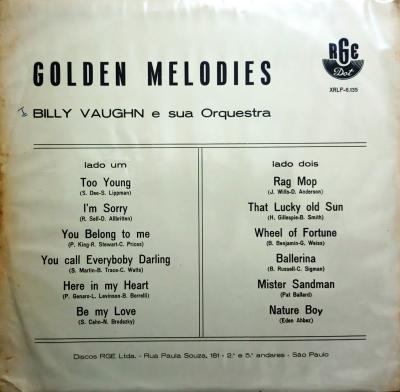 RGE
Dot
XRLP-6.135
GOLDEN MELODIES
BILLY VAUGHN e sua Orquestra
lado um
Too Young
(S. Dee-S. Lippman)
I'm Sorry
(R. Self-D. Allbritten)
You Belong to me
(P. King-R. Stewart-C. Prices)
You call Everyboby Darling
(S. Martin-B. Trace-C. Watts)
Here in my Heart
(P. Genaro-L. Levinson-B. Borrelli)
Be my Love
(S. Cahn-N. Brodszky)
lado dois
Rag Mop
(J. Wills-D. Anderson)
That Lucky old Sun
(H. Gillespin-B. Smith)
Wheel of Fortune
(B. Benjamin-G. Weiss)
Ballerina
(B. Russell-C. Sigman)
Mister Sandman
(Pat Ballard)
Nature Boy
(Eden Ahbez)
Discos RGE Ltda. - Rua Paula Souza, 181 - 2.º e 5.º andares - São Paulo